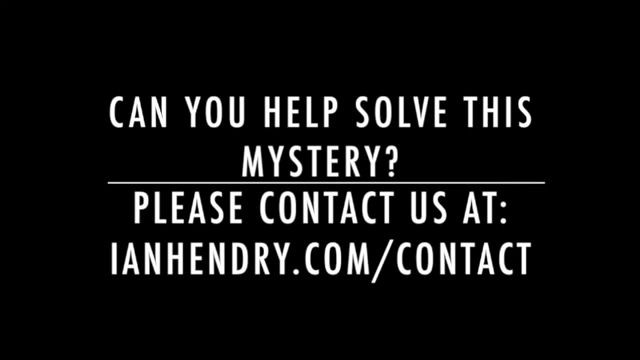 CAN YOU HELP SOLVE THIS
MYSTERY?
PLEASE CONTACT US AT:
IANHENDRY.COM/CONTACT